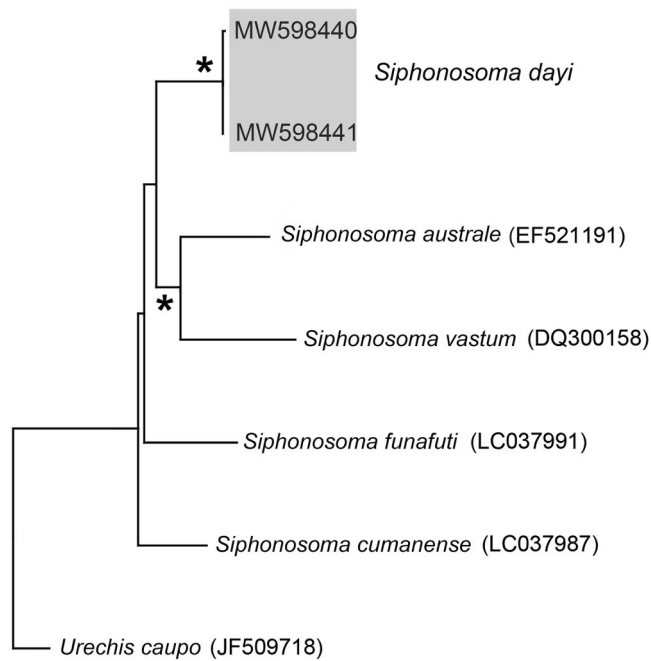 MW598440
*
Siphonosoma dayi
MW598441
Siphonosoma australe (EF521191)
*
Siphonosoma vastum (DQ300158)
Siphonosoma funafuti (LC037991)
Siphonosoma cumanense (LC037987)
Urechis caupo (JF509718)